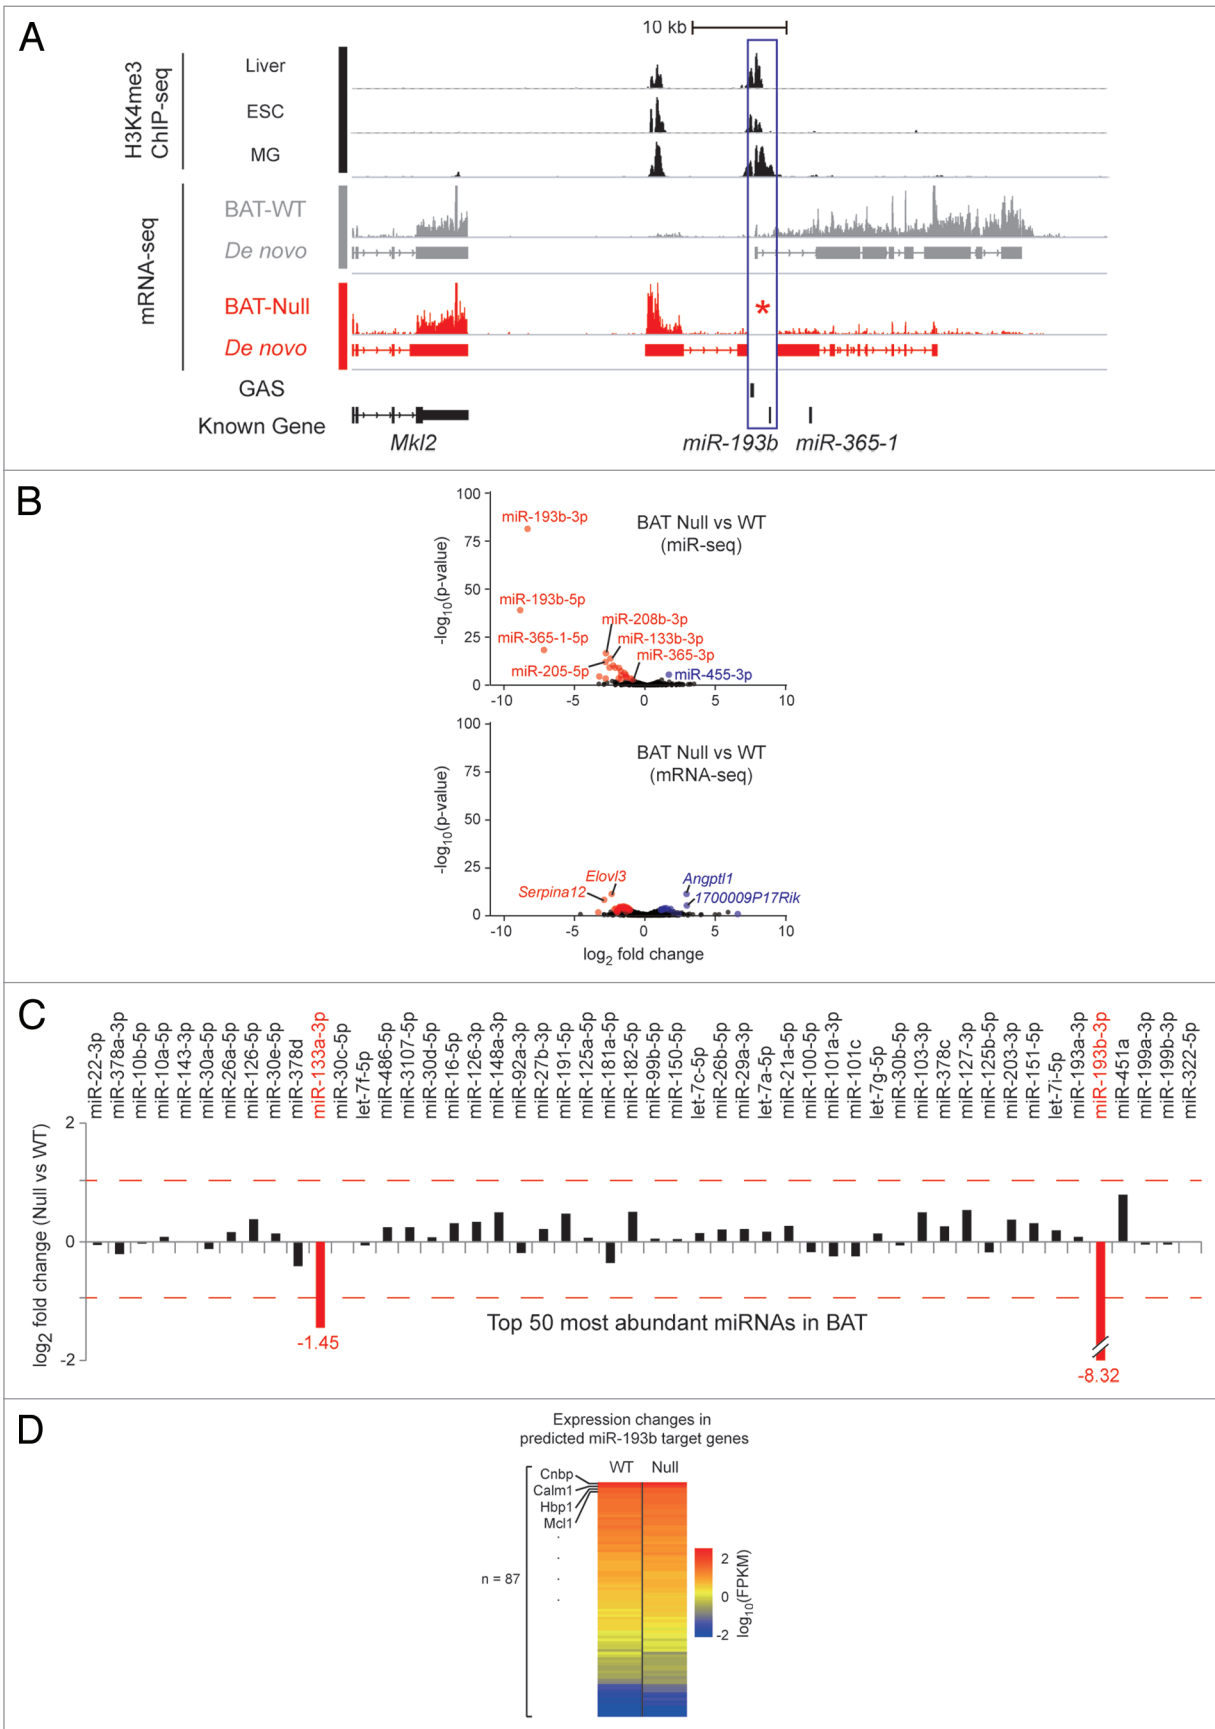 A
10 kb
H3K4me3
ChIP-seq
Liver
ESC
MG
mRNA-seq
BAT-WT
De novo
BAT-Null
*
De novo
GAS
Known Gene
Mkl2
miR-193b
miR-365-1
B
100
75
50
25
0
-log10(p-value)
BAT Null vs WT
(miR-seq)
miR-193b-3p
miR-193b-5p
miR-365-1-5p
miR-208b-3p
miR-133b-3p
miR-365-3p
miR-205-5p
miR-455-3p
-10
-5
0
5
10
100
75
50
25
0
-log10(p-value)
BAT Null vs WT
(mRNA-seq)
Elovl3
Serpina12
Angptl1
1700009P17Rik
-10
-5
0
5
10
log2 fold change
C
miR-22-3p
miR-378a-3p
miR-10b-5p
miR-10a-5p
miR-143-3p
miR-30a-5p
miR-26a-5p
miR-126-5p
miR-30e-5p
miR-378d
miR-133a-3p
miR-30c-5p
let-7f-5p
miR-486-5p
miR-3107-5p
miR-30d-5p
miR-16-5p
miR-126-3p
miR-148a-3p
miR-92a-3p
miR-27b-3p
miR-191-5p
miR-125a-5p
miR-181a-5p
miR-182-5p
miR-999b-5p
miR-150-5p
let-7c-5p
miR-26b-5p
miR-29a-3p
let-7a-5p
miR-21a-5p
miR-100-5p
miR-101a-3p
miR-101c
let-7g-5p
miR-30b-5p
miR-103-3p
miR-378c
miR-127-3p
miR-125b-5p
miR-203-3p
miR-151-5p
let-7i-5p
miR-193a-3p
miR-193b-3p
miR-451a
miR-199a-3p
miR-199b-3p
miR-322-5p
log2 fold change (Null vs WT)
2
0
-2
-1.45
Top 50 most abundant miRNAs in BAT
-8.32
D
Expression changes in
predicted miR-193b target genes
WT
Null
Cnbp
Calm1
Hbp1
Mcl1
n = 87
2
0
-2
log10(FPKM)